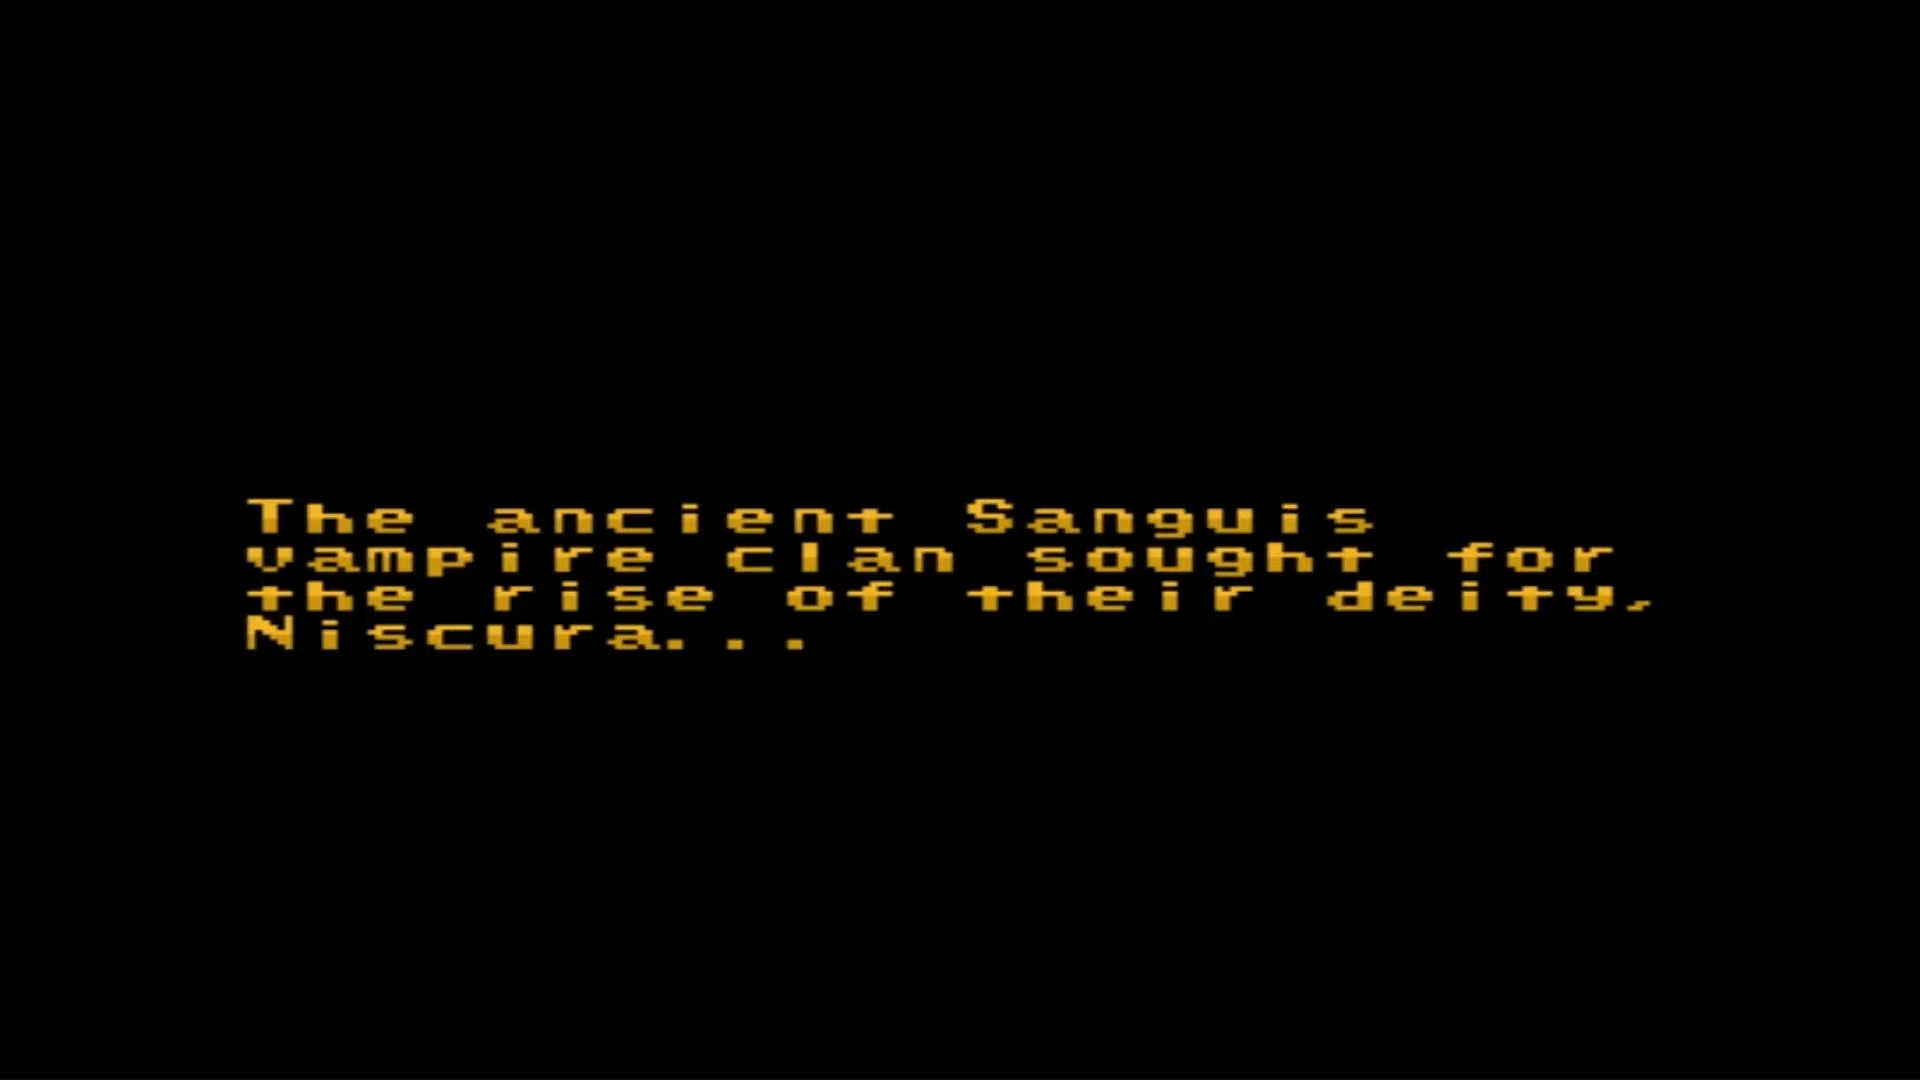 The ancient Sanguis
vampire clan sought for
the rise of their deity,
Niscura...